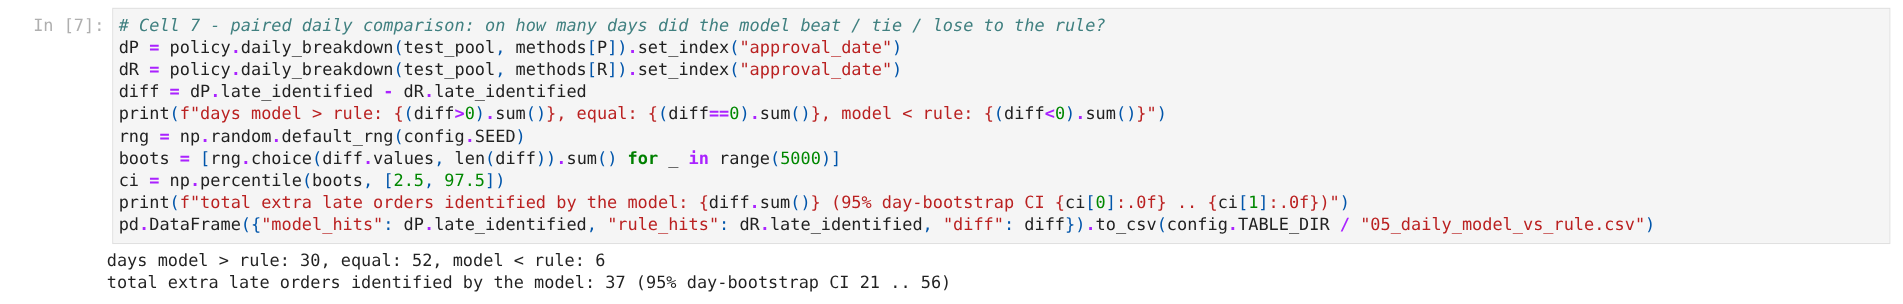 In [7]:
# Cell 7 - paired daily comparison: on how many days did the model beat / tie / lose to the rule?
dP = policy.daily_breakdown(test_pool, methods[P]).set_index("approval_date")
dR = policy.daily_breakdown(test_pool, methods[R]).set_index("approval_date")
diff = dP.late_identified - dR.late_identified
print(f"days model > rule: {(diff>0).sum()}, equal: {(diff==0).sum()}, model < rule: {(diff<0).sum()}")
rng = np.random.default_rng(config.SEED)
boots = [rng.choice(diff.values, len(diff)).sum() for _ in range(5000)]
ci = np.percentile(boots, [2.5, 97.5])
print(f"total extra late orders identified by the model: {diff.sum()} (95% day-bootstrap CI {ci[0]:.0f} .. {ci[1]:.0f})")
pd.DataFrame({"model_hits": dP.late_identified, "rule_hits": dR.late_identified, "diff": diff}).to_csv(config.TABLE_DIR / "05_daily_model_vs_rule.csv")
days model > rule: 30, equal: 52, model < rule: 6
total extra late orders identified by the model: 37 (95% day-bootstrap CI 21 .. 56)